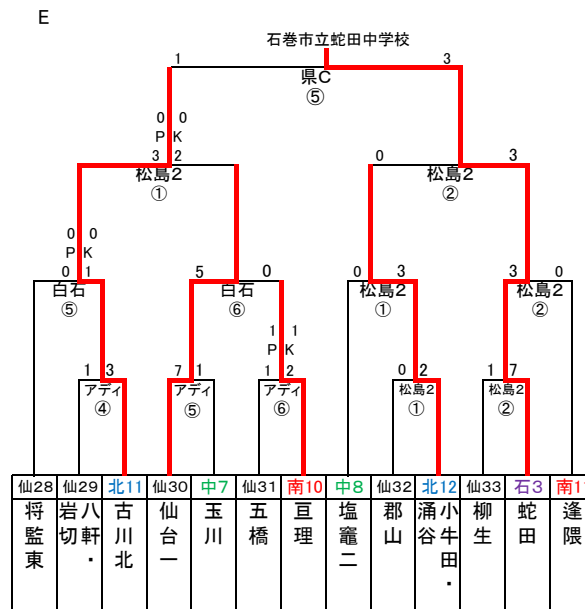 E
石巻市立蛇田中学校
1 3
県C
⑤
0 0
P K
3 2 0 3
松島2 松島2
① ②
0 0
P K
0 1 5 0 0 3 3 0
白石 白石 松島2 松島2
⑤ ⑥ ① ②
1 1
P K
1 3 7 1 1 2 0 2 1 7
アディ アディ アディ 松島2 松島2
④ ⑤ ⑥ ① ②
仙28 仙29 北11 仙30 中7 仙31 南10 中8 仙32 北12 仙33 石3
将監東
八軒・
岩切
古川北
仙台一
玉川
五橋
亘理
塩竈二
郡山
小牛田・
涌谷
柳生
蛇田
逢隈